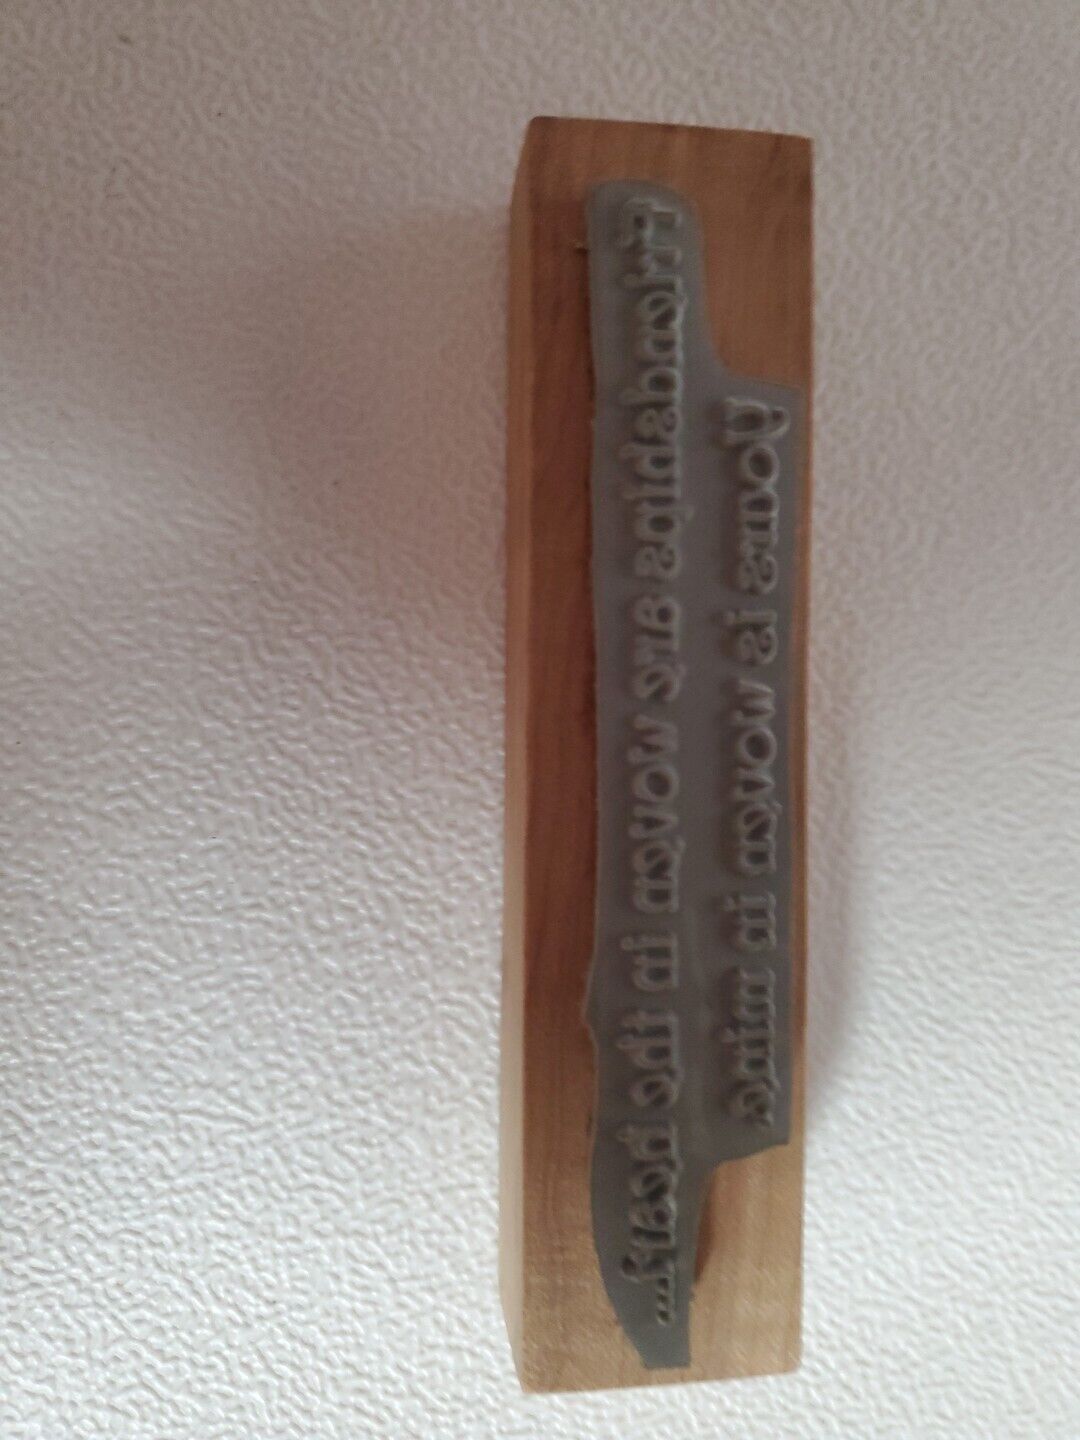 Friendships are woven in the heart...
Yours is woven in mine